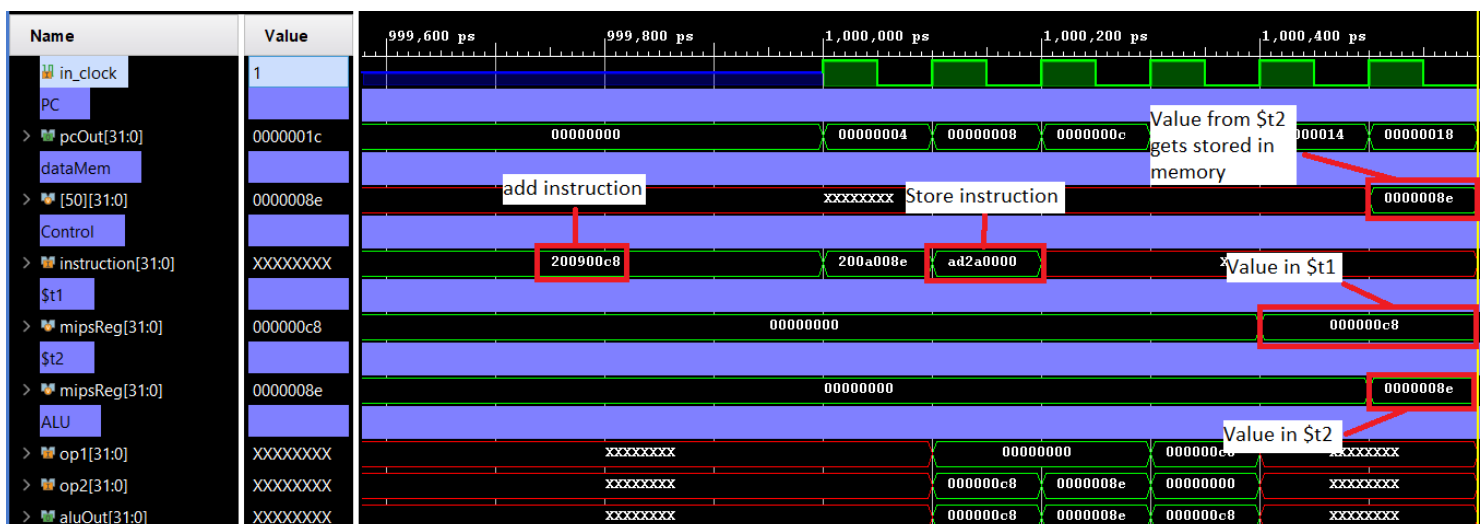 Name Value 999,600 ps 999,800 ps 1,000,000 ps 1,000,200 ps 1,000,400 ps
in_clock 1
PC
pcOut[31:0] 0000001c 00000000 00000004 00000008 0000000c 000014 00000018
Value from $t2
gets stored in
memory
dataMem
add instruction
[50][31:0] 0000008e XXXXXXXX Store instruction 0000008e
Control
instruction[31:0] XXXXXXXX 200900c8 200a008e ad2a0000
Value in $t1
$t1
mipsReg[31:0] 000000c8 00000000 000000c8
$t2
mipsReg[31:0] 0000008e 00000000 0000008e
ALU
Value in $t2
op1[31:0] XXXXXXXX XXXXXXXX 00000000 000000c8 XXXXXXXX
op2[31:0] XXXXXXXX XXXXXXXX 000000c8 0000008e 00000000 XXXXXXXX
aluOut[31:0] XXXXXXXX XXXXXXXX 000000c8 0000008e 000000c8 XXXXXXXX